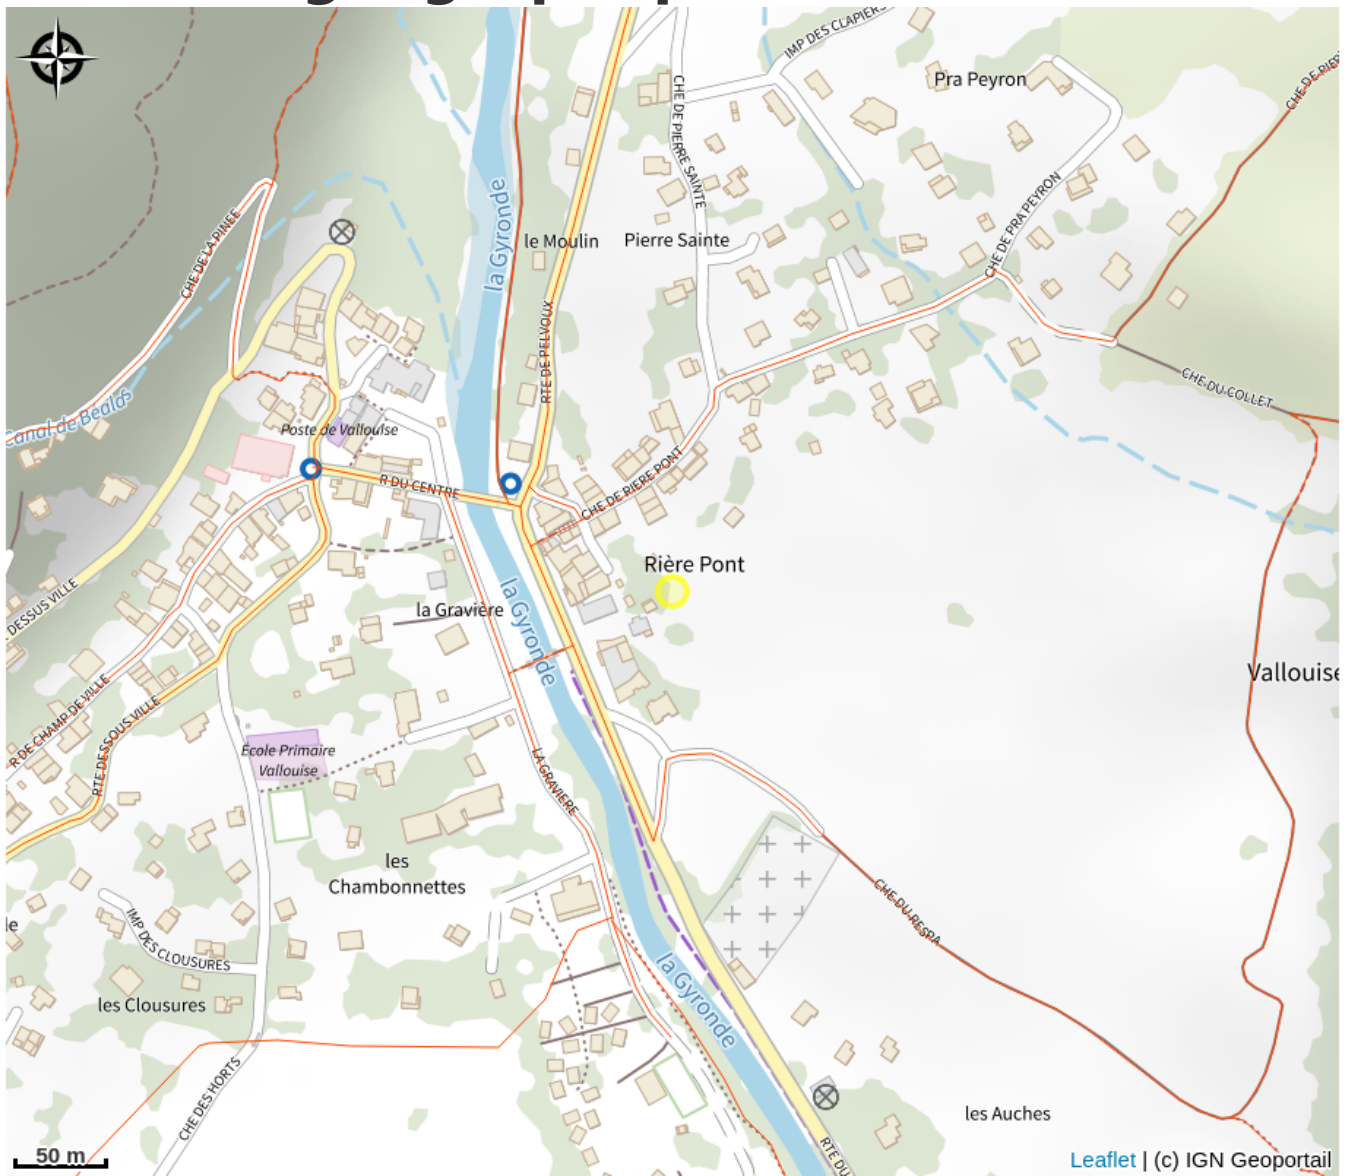 IMP DES CLAPIERS
Pra Peyron
CHE DE PIERRE SAINTE
CHE DE PRA PEYRON
CHE DE LA PINEE
la Gyronde
le Moulin
Pierre Sainte
RTE DE PELVOUX
CHE DU COLLET
Canal de Bealas
Poste de Vallouise
R DU CENTRE
CHE DE RIERE PONT
Rière Pont
DESSUS VILLE
la Gravière
la Gyronde
Vallouise
R DE CHAMP DE VILLE
RTE DESSOUS VILLE
École Primaire
Vallouise
LA GRAVIERE
les
Chambonnettes
CHE DU RESPA
IMP DES CLOUSURES
les Clousures
la Gyronde
CHE DES HORTS
les Auches
RTE DU
50 m
Leaflet | (c) IGN Geoportail